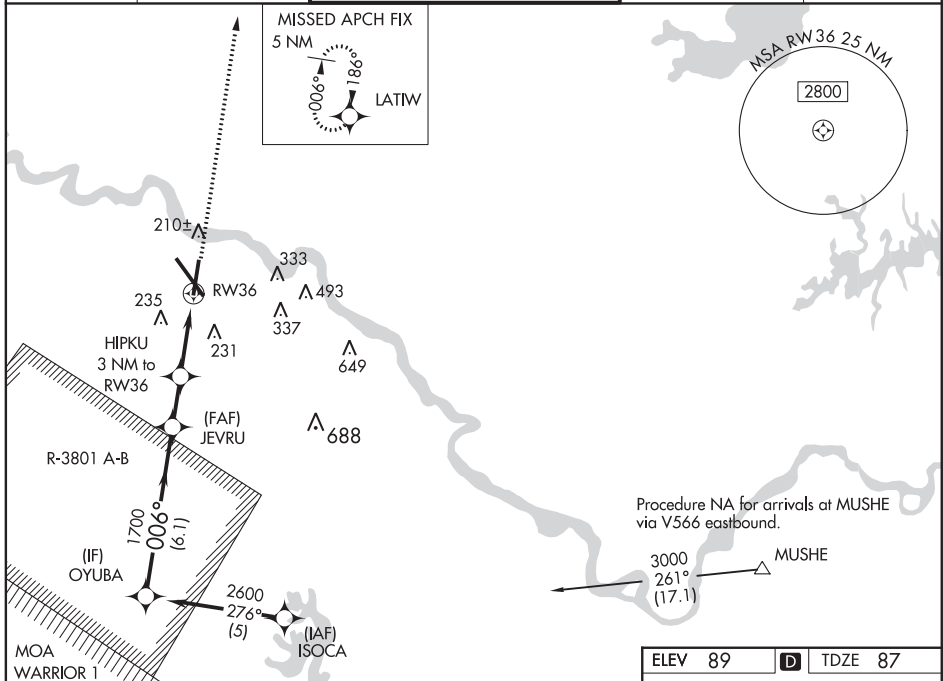 MISSED APCH FIX
5 NM
006°
186°
LATIW
MSA RW36 25 NM
2800
210±
RW36
333
493
337
235
231
649
688
HIPKU
3 NM to
RW36
(FAF)
JEVRU
R-3801 A-B
1700
006°
(6.1)
(IF)
OYUBA
2600
276°
(5)
(IAF)
ISOCA
MOA
WARRIOR 1
Procedure NA for arrivals at MUSHE
via V566 eastbound.
3000
261°
(17.1)
MUSHE
ELEV 89 D TDZE 87